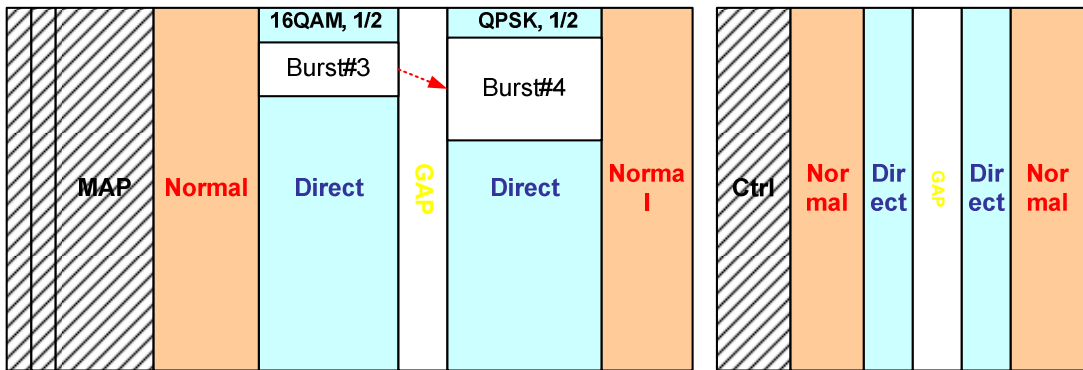 16QAM, 1/2
QPSK, 1/2
Burst#3
Burst#4
MAP
Normal
Direct
GAP
Direct
Norma
l
Ctrl
Nor
mal
Dir
ect
GAP
Dir
ect
Nor
mal